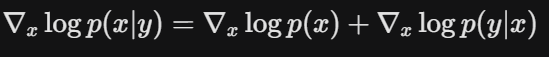 ∇ₓ log p(x|y) = ∇ₓ log p(x) + ∇ₓ log p(y|x)